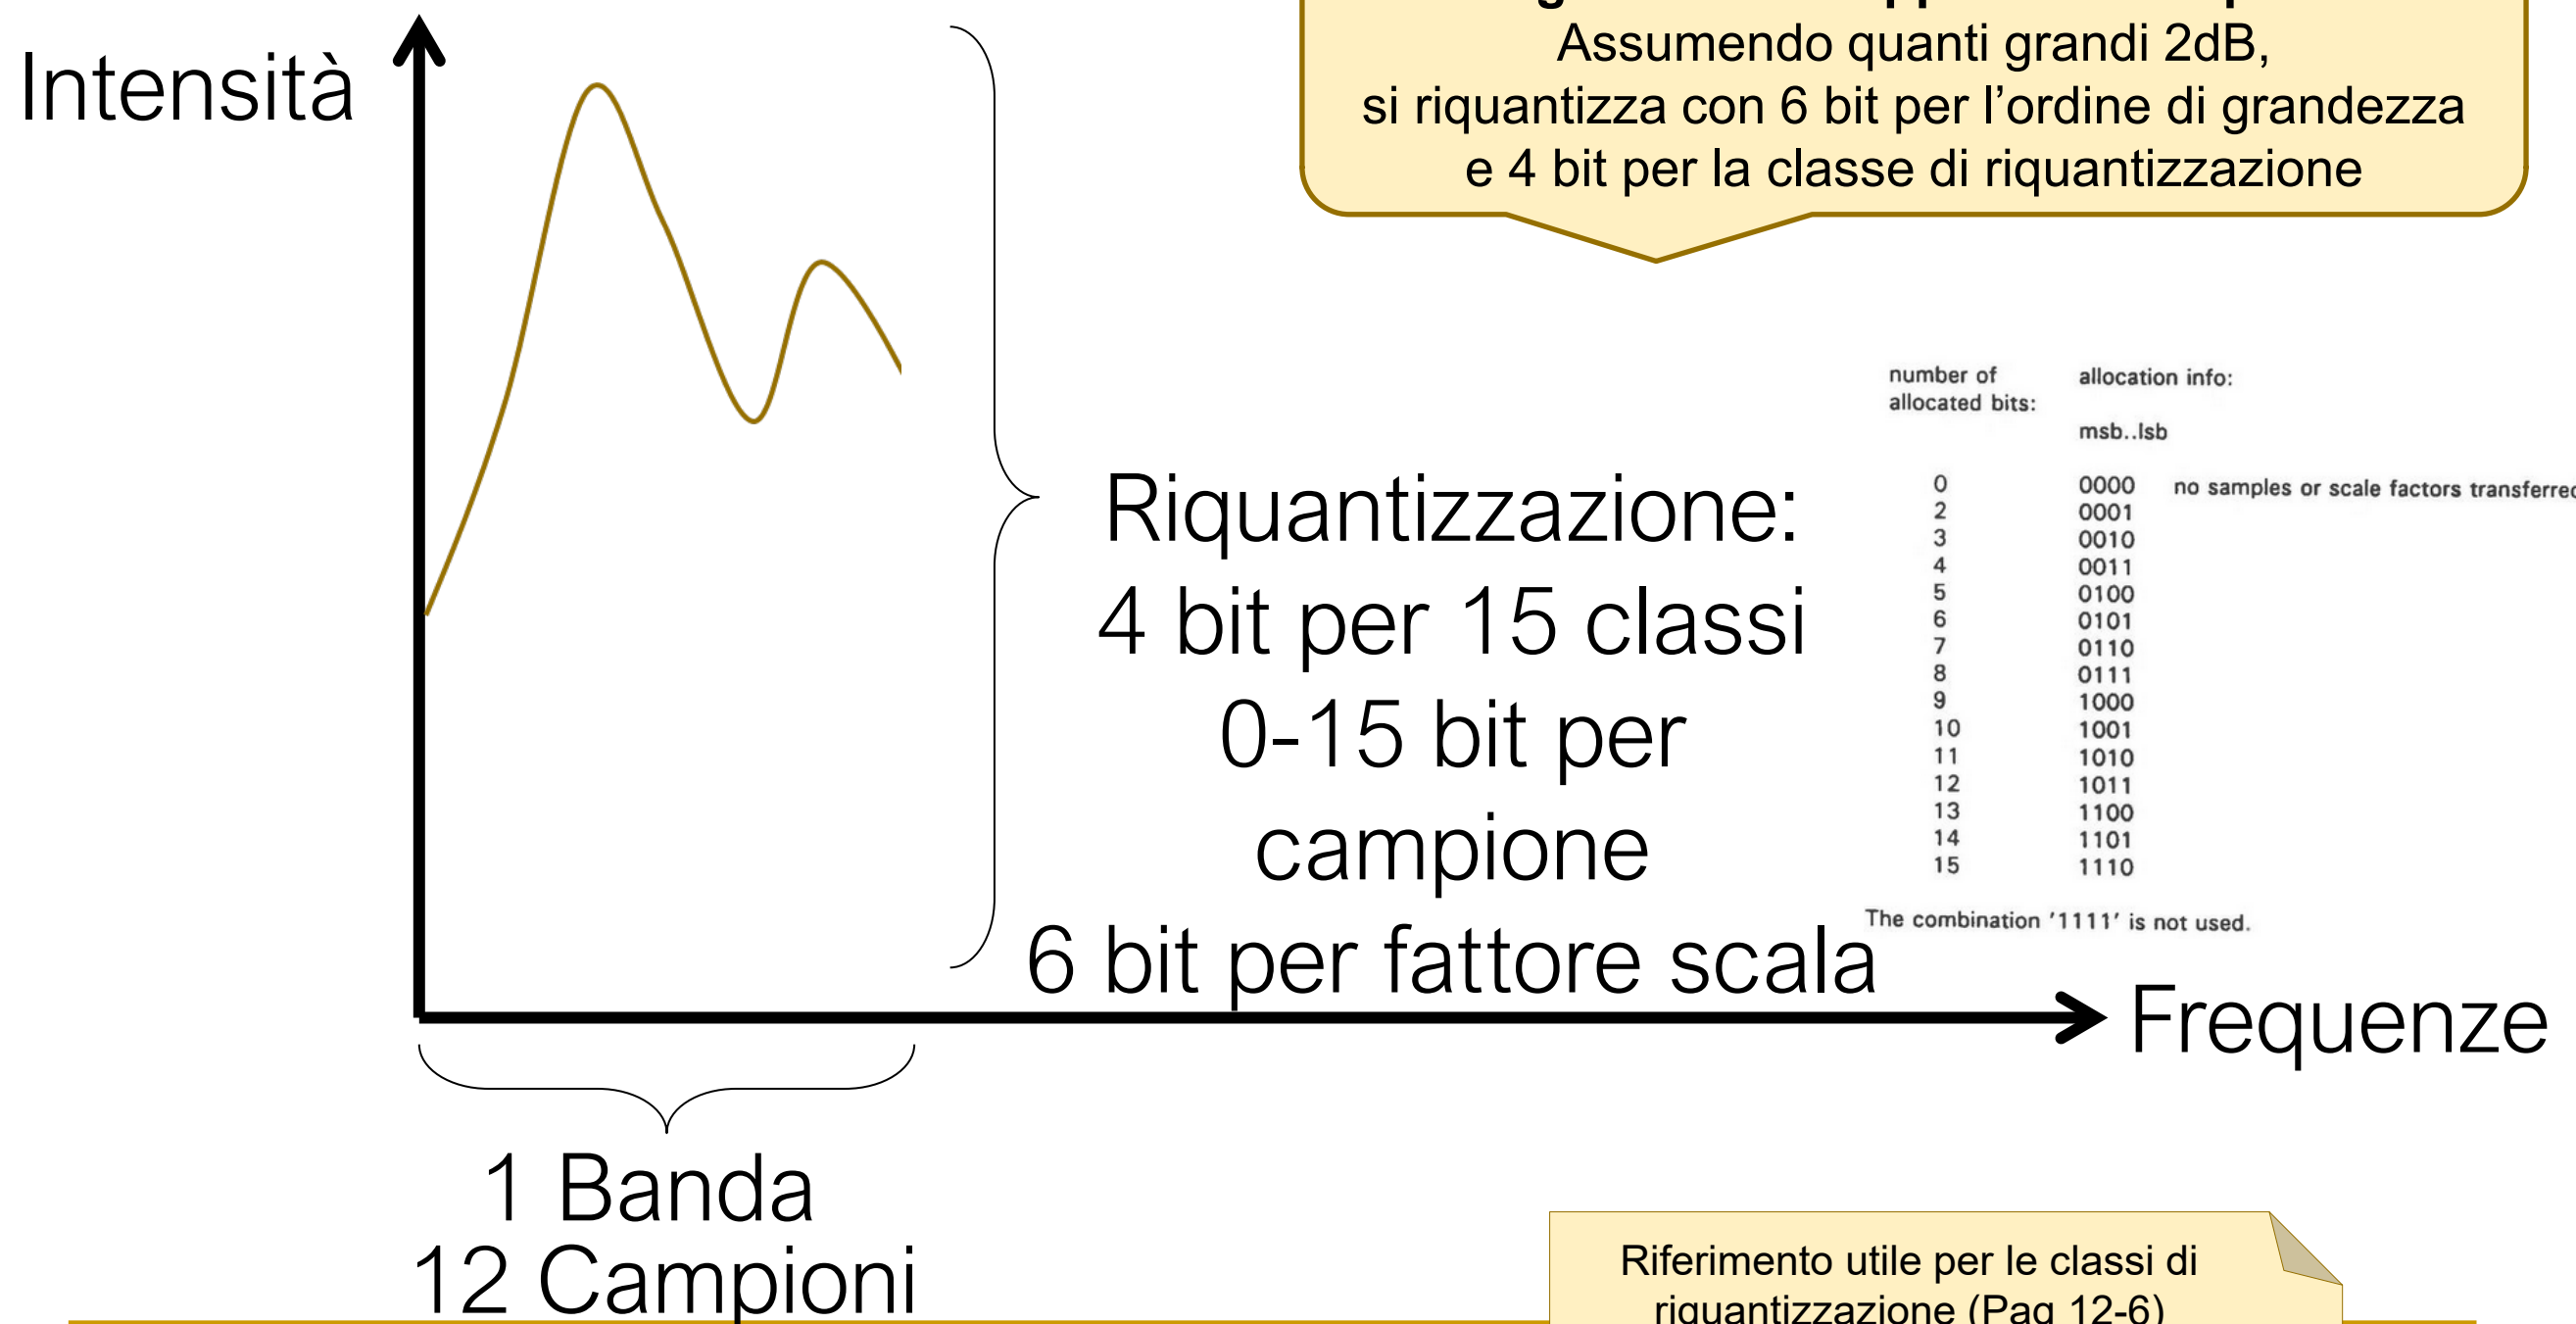 Assumendo quanti grandi 2dB,
si riquantizza con 6 bit per l’ordine di grandezza
e 4 bit per la classe di riquantizzazione
Intensità
number of allocation info:
allocated bits:
msb..lsb
0 0000 no samples or scale factors transferred
2 0001
3 0010
4 0011
5 0100
6 0101
7 0110
8 0111
9 1000
10 1001
11 1010
12 1011
13 1100
14 1101
15 1110
The combination '1111' is not used.
Riquantizzazione:
4 bit per 15 classi
0-15 bit per
campione
6 bit per fattore scala
Frequenze
1 Banda
12 Campioni
Riferimento utile per le classi di
riquantizzazione (Pag 12-6)